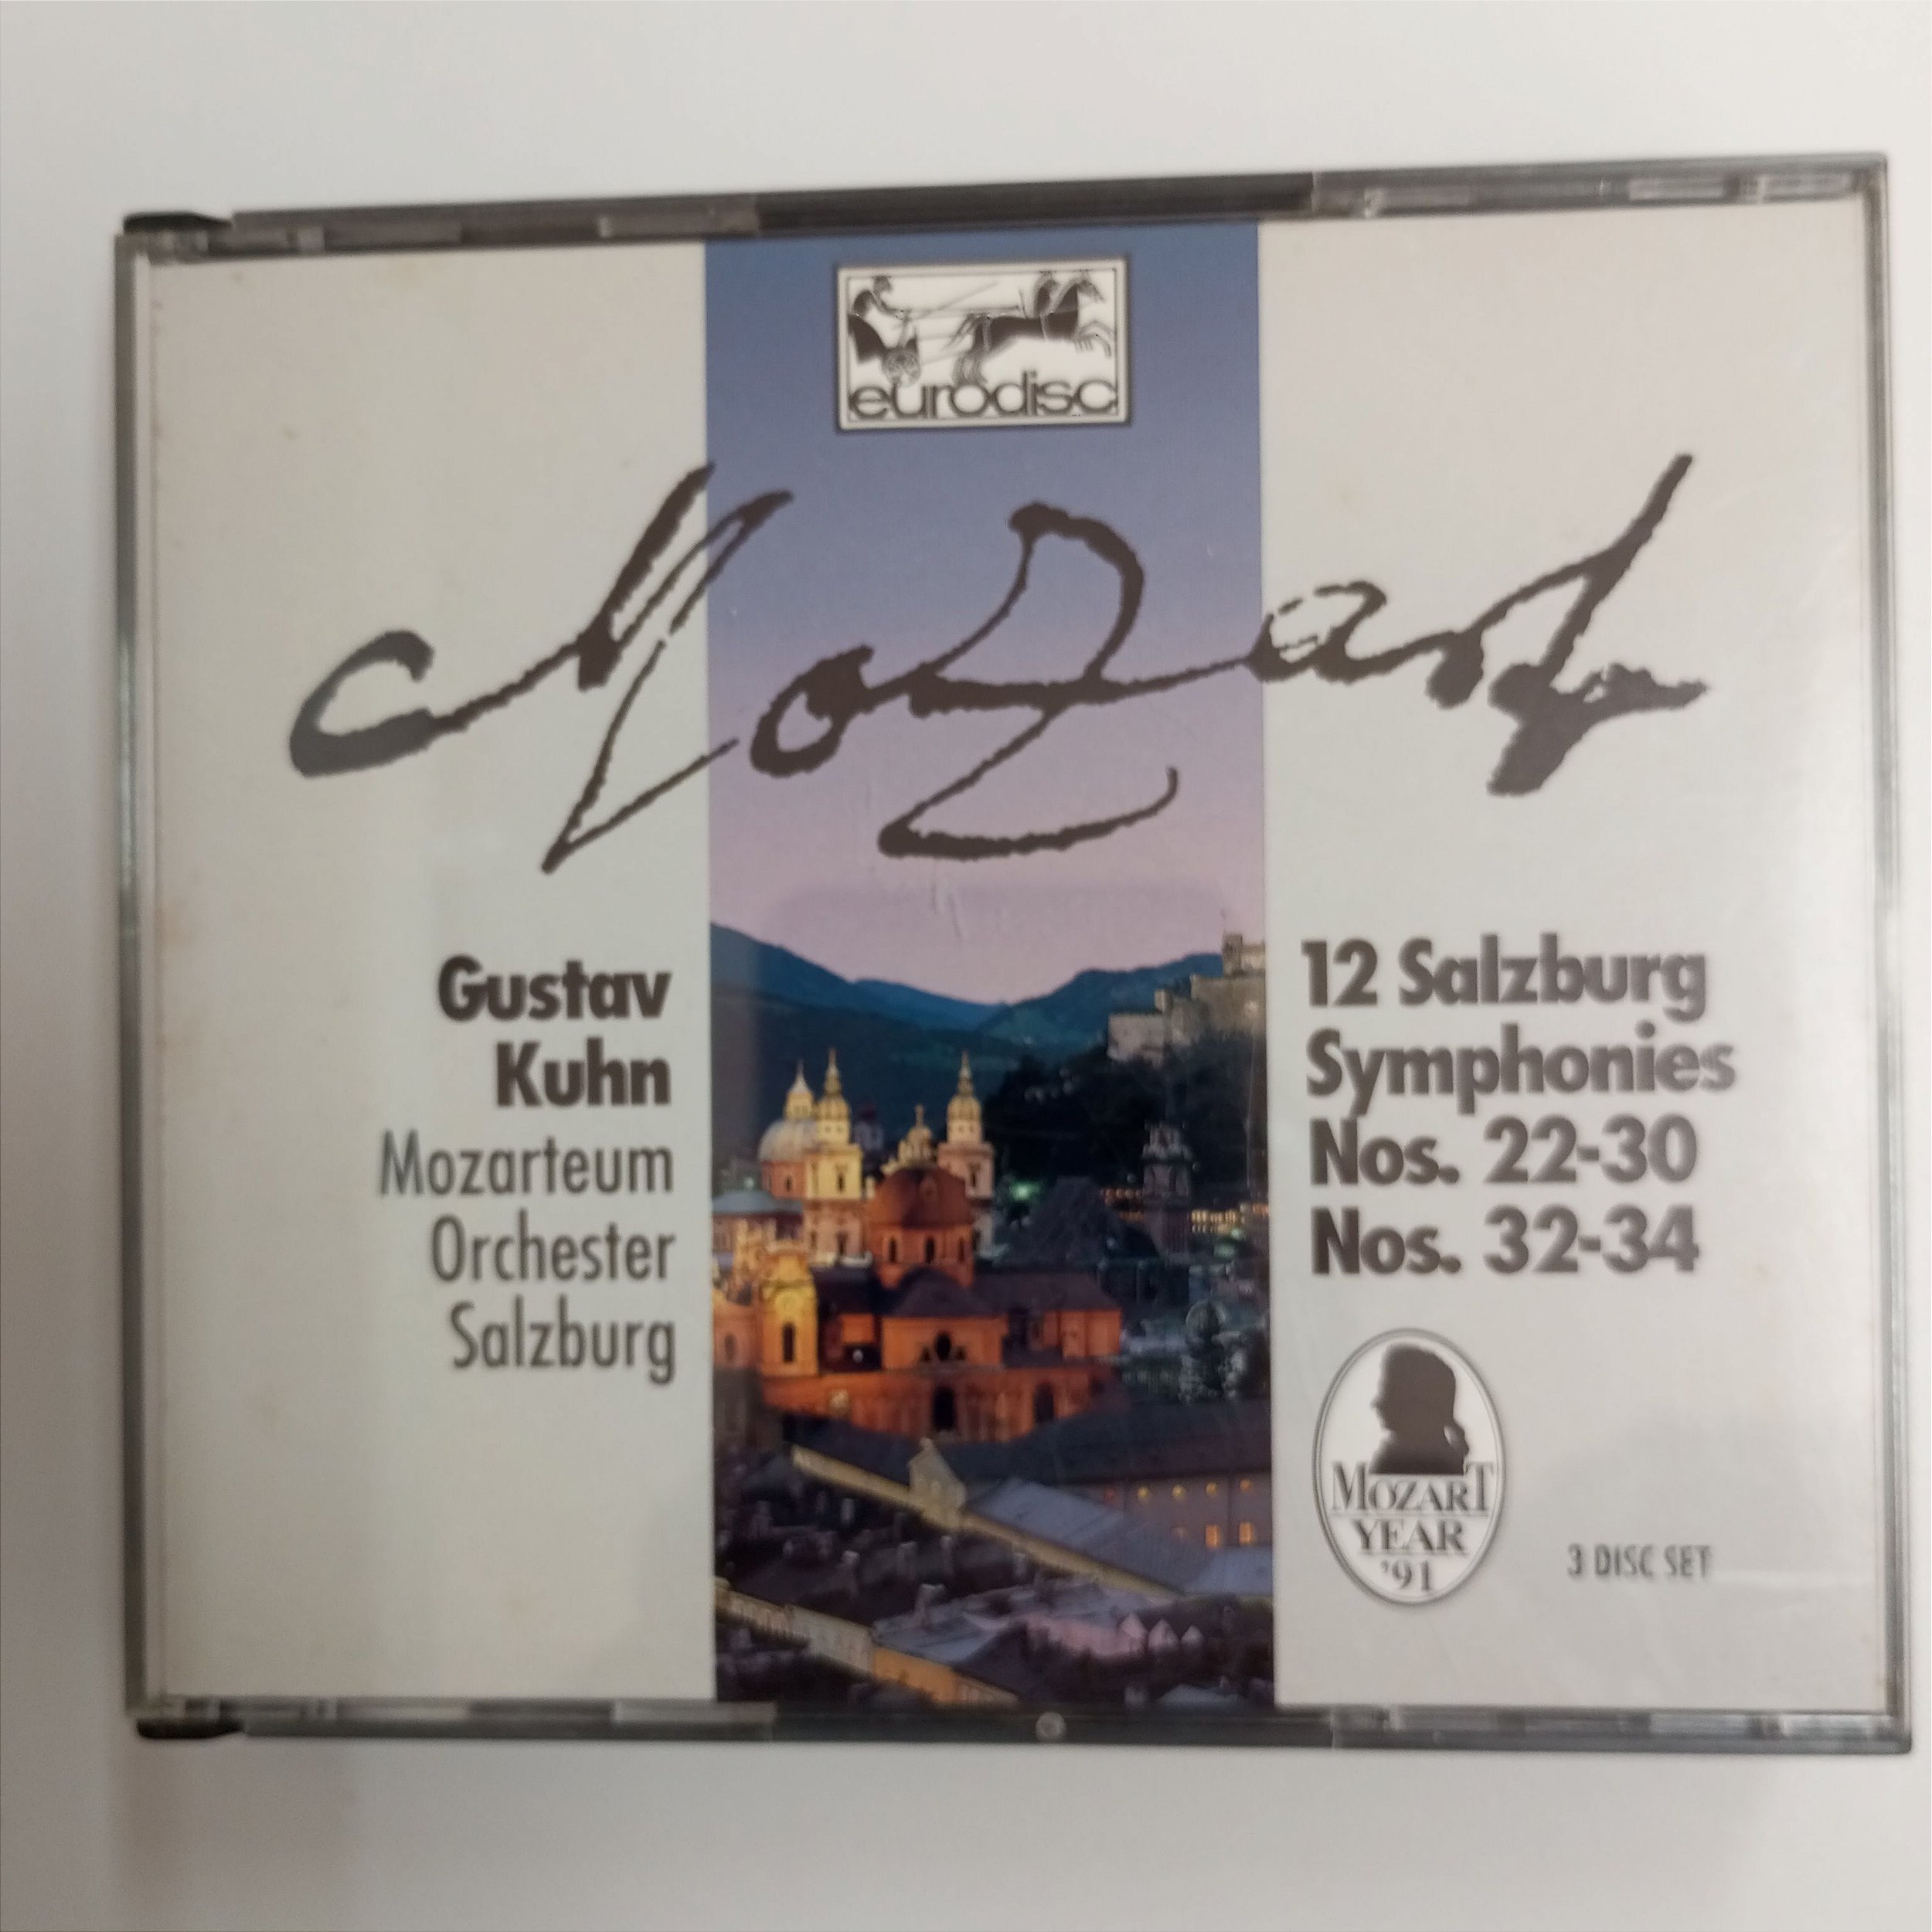 eurodisc
Mozart
Gustav
Kuhn
Mozarteum
Orchester
Salzburg
12 Salzburg
Symphonies
Nos. 22-30
Nos. 32-34
MOZART
YEAR
'91
3 DISC SET